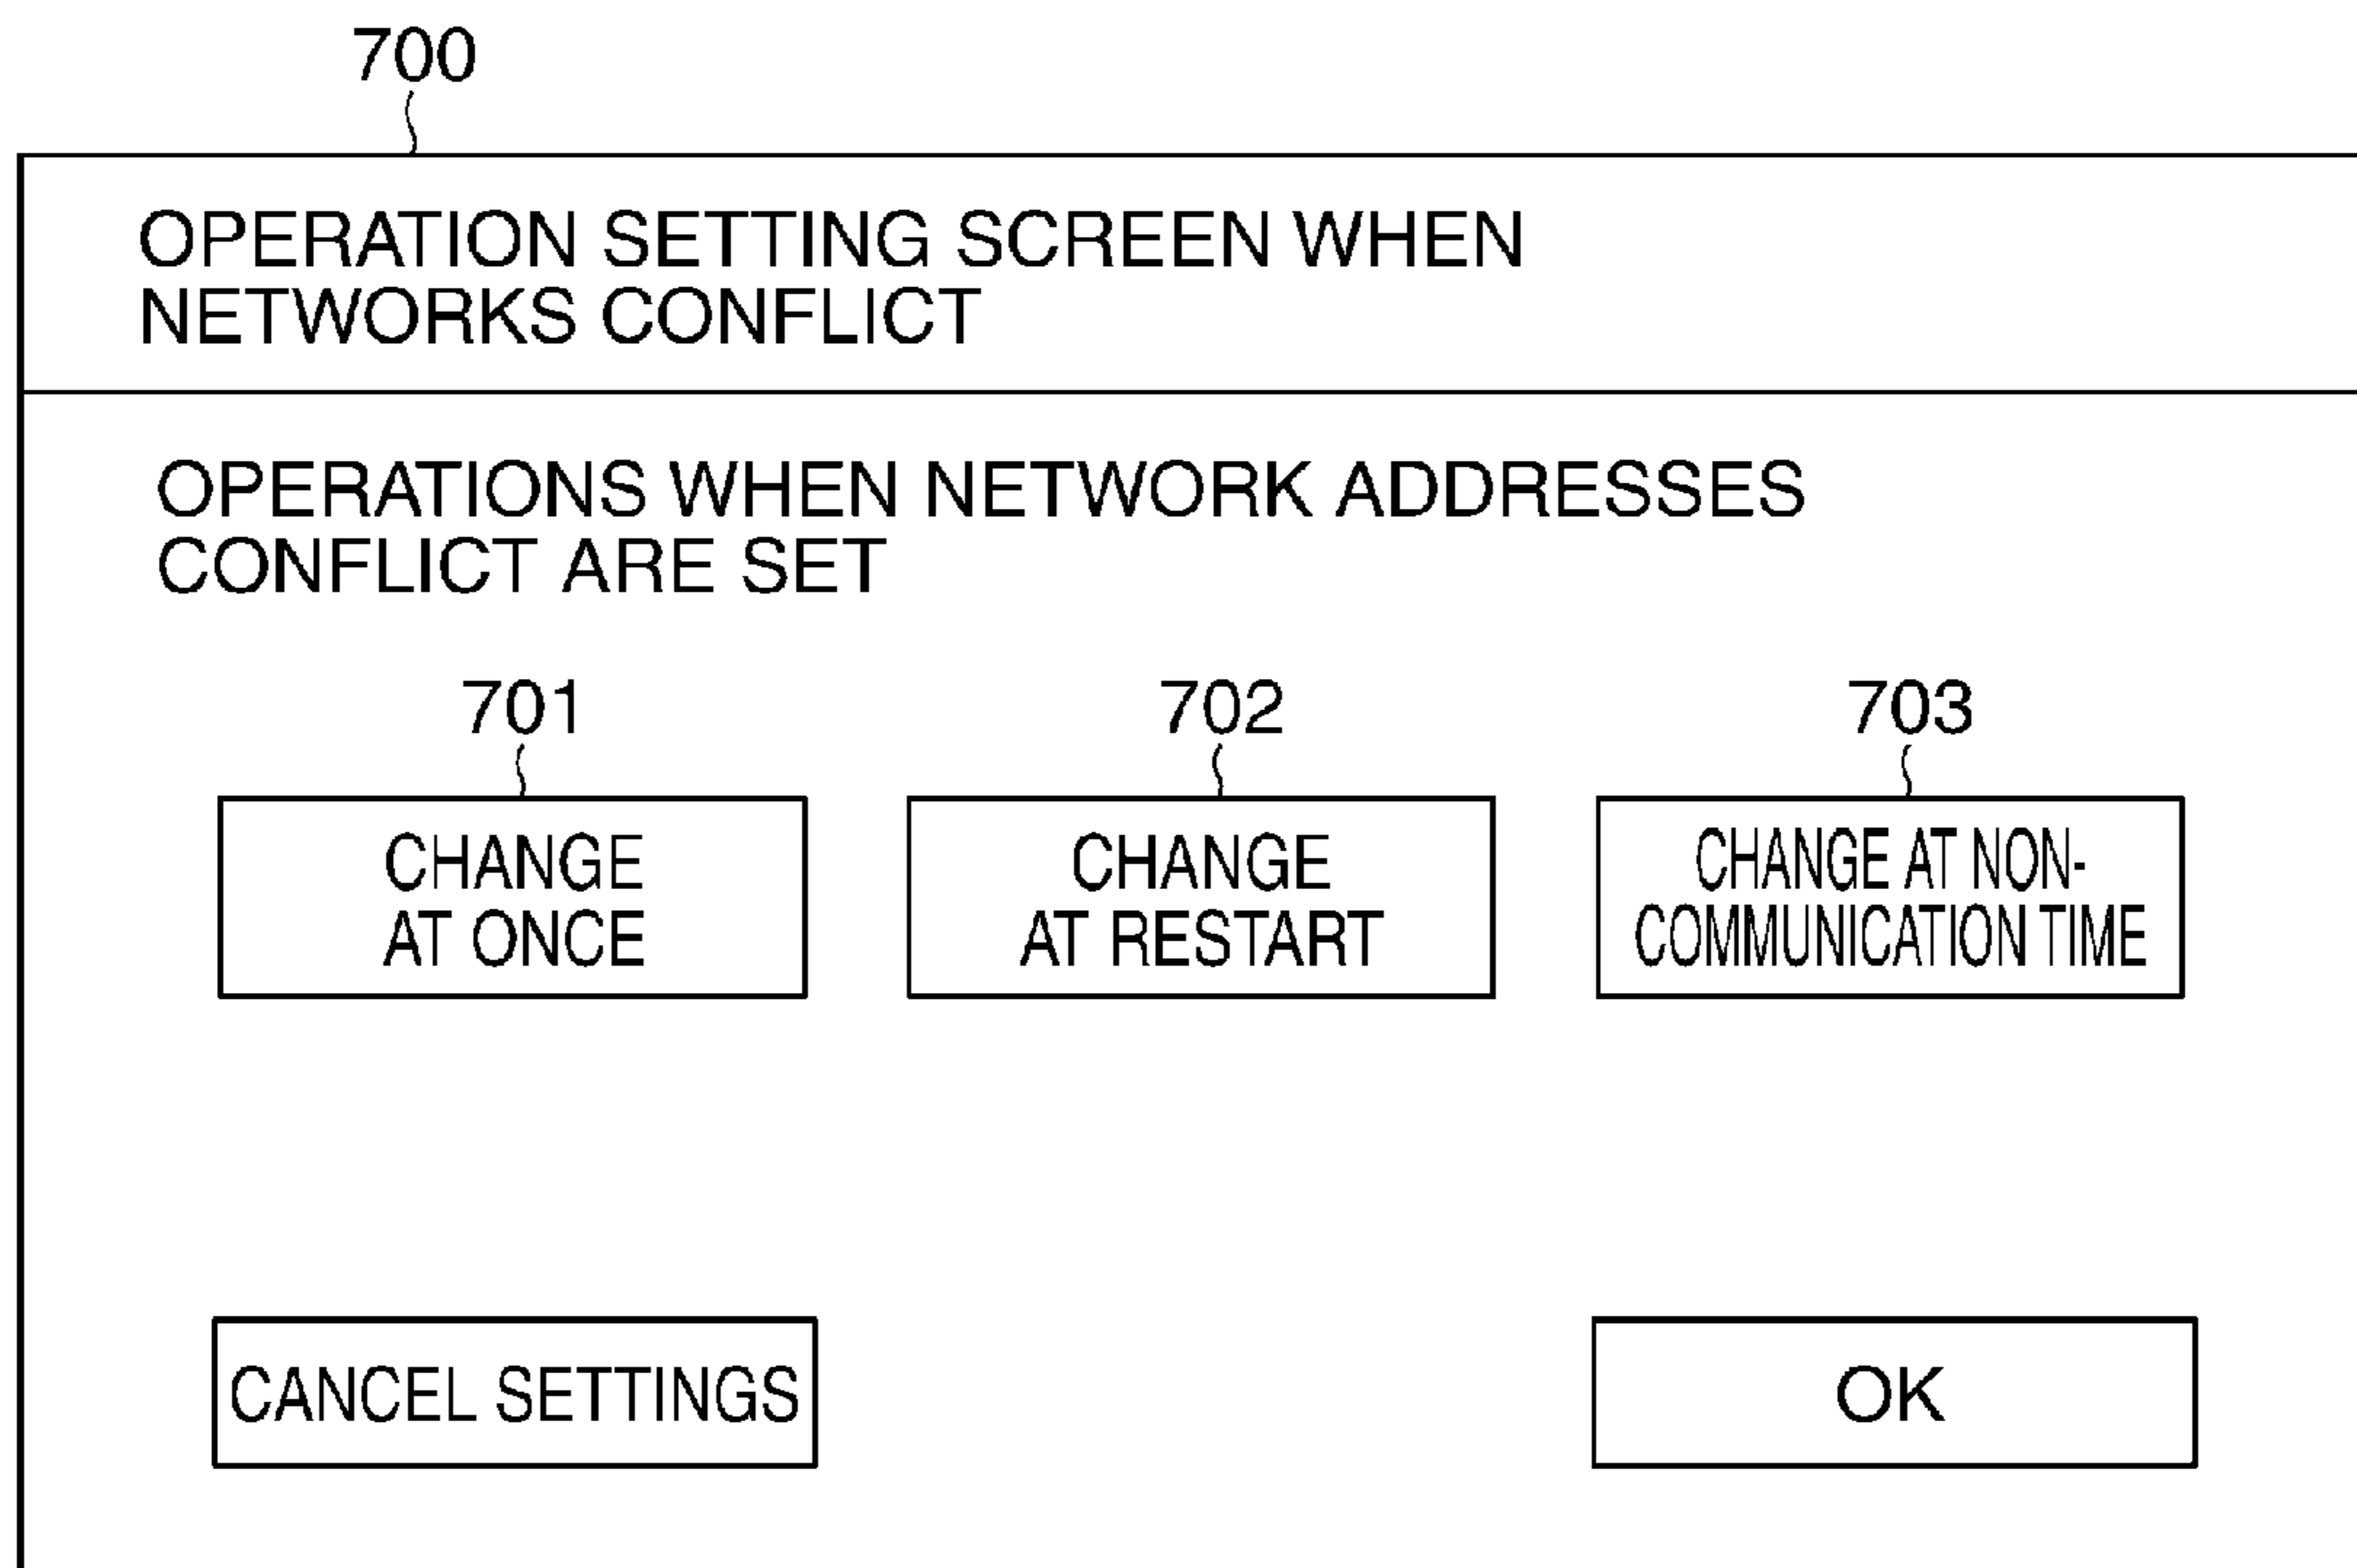 700
OPERATION SETTING SCREEN WHEN
NETWORKS CONFLICT
OPERATIONS WHEN NETWORK ADDRESSES
CONFLICT ARE SET
701
702
703
CHANGE
AT ONCE
CHANGE
AT RESTART
CHANGE AT NON-
COMMUNICATION TIME
CANCEL SETTINGS
OK